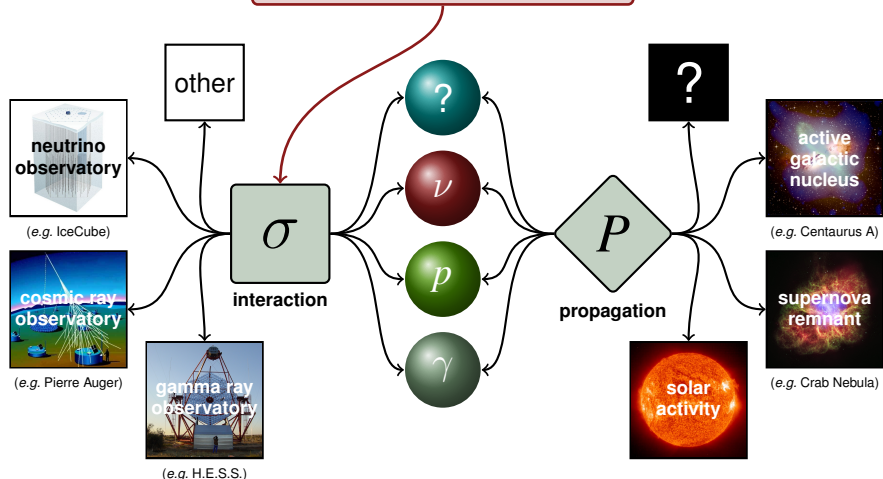 other
?
?
neutrino
observatory
(e.g. IceCube)
ν
active
galactic
nucleus
(e.g. Centaurus A)
σ
interaction
P
propagation
cosmic ray
observatory
(e.g. Pierre Auger)
p
supernova
remnant
(e.g. Crab Nebula)
gamma ray
observatory
(e.g. H.E.S.S.)
γ
solar
activity